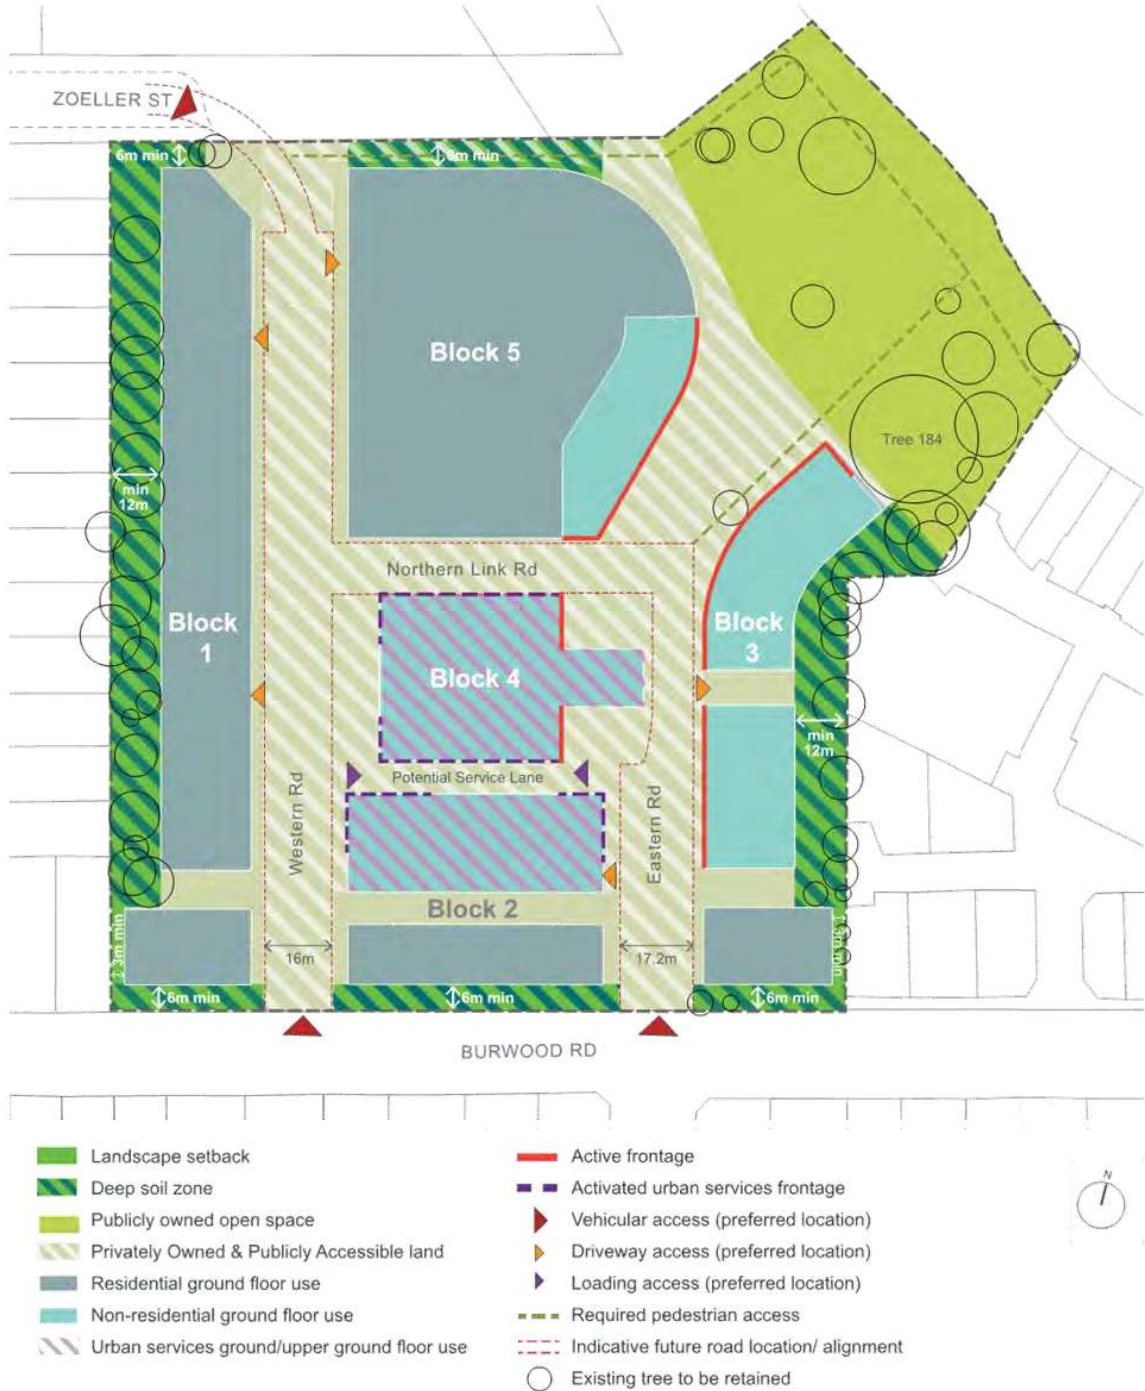 ZOELLER ST
6m min
6m min
Block 5
Tree 184
min
12m
Northern Link Rd
Block
1
Block 4
Block
3
min
12m
Potential Service Lane
Western Rd
Eastern Rd
Block 2
3m min
3m min
16m
17.2m
6m min
6m min
6m min
BURWOOD RD
Landscape setback
Deep soil zone
Publicly owned open space
Privately Owned & Publicly Accessible land
Residential ground floor use
Non-residential ground floor use
Urban services ground/upper ground floor use
Active frontage
Activated urban services frontage
Vehicular access (preferred location)
Driveway access (preferred location)
Loading access (preferred location)
Required pedestrian access
Indicative future road location/ alignment
Existing tree to be retained
N